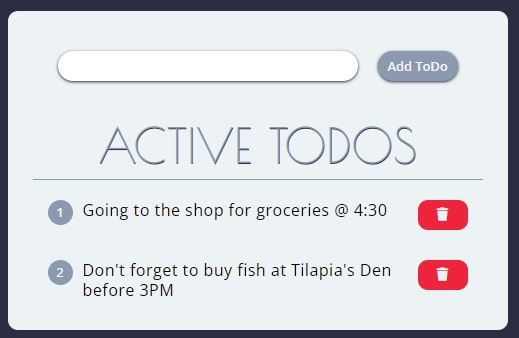 Add ToDo
ACTIVE TODOS
1 Going to the shop for groceries @ 4:30
2 Don't forget to buy fish at Tilapia's Den
before 3PM